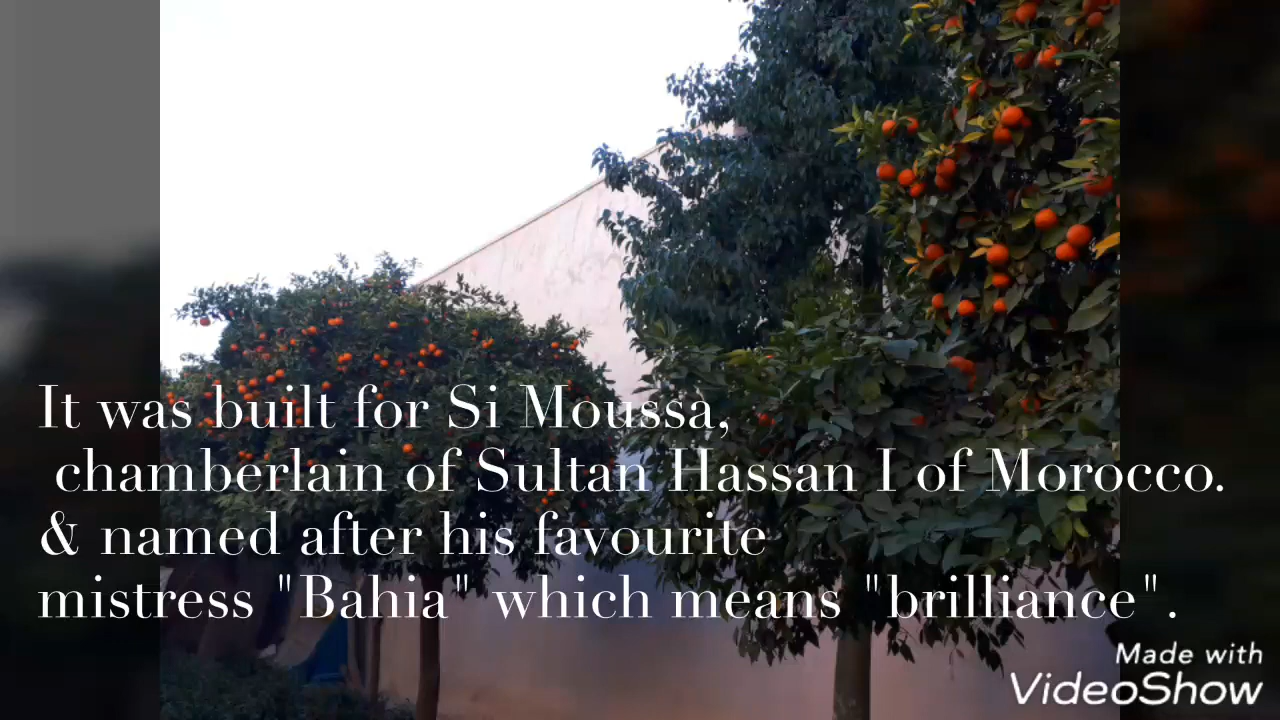 It was built for Si Moussa,
chamberlain of Sultan Hassan I of Morocco.
& named after his favourite
mistress "Bahia" which means "brilliance".
Made with
VideoShow